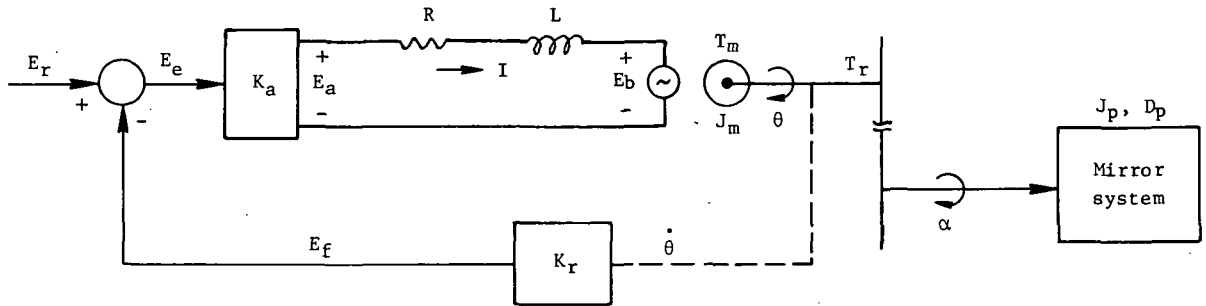 R
L
E_r
+
-
E_e
K_a
+
E_a
-
I
+
E_b
-
~
T_m
J_m
θ
T_r
J_p, D_p
Mirror
system
α
E_f
K_r
θ̇